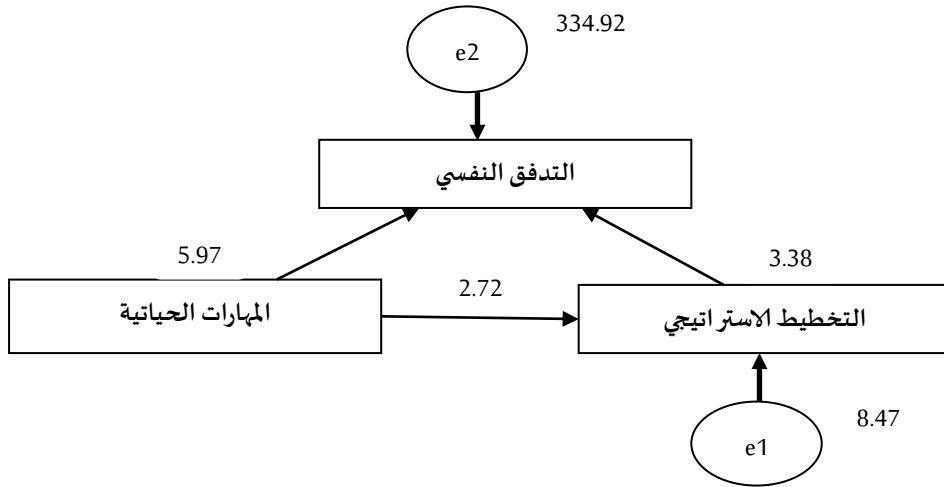 334.92
e2
التدفق النفسي
5.97
3.38
2.72
المهارات الحياتية
التخطيط الاستراتيجي
8.47
e1